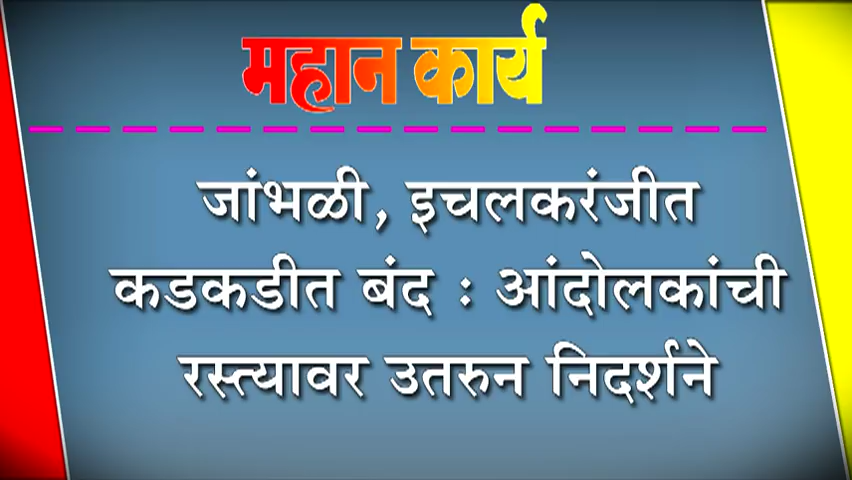 महान कार्य
जांभळी, इचलकरंजीत
कडकडीत बंद : आंदोलकांची
रस्त्यावर उतरुन निदर्शने